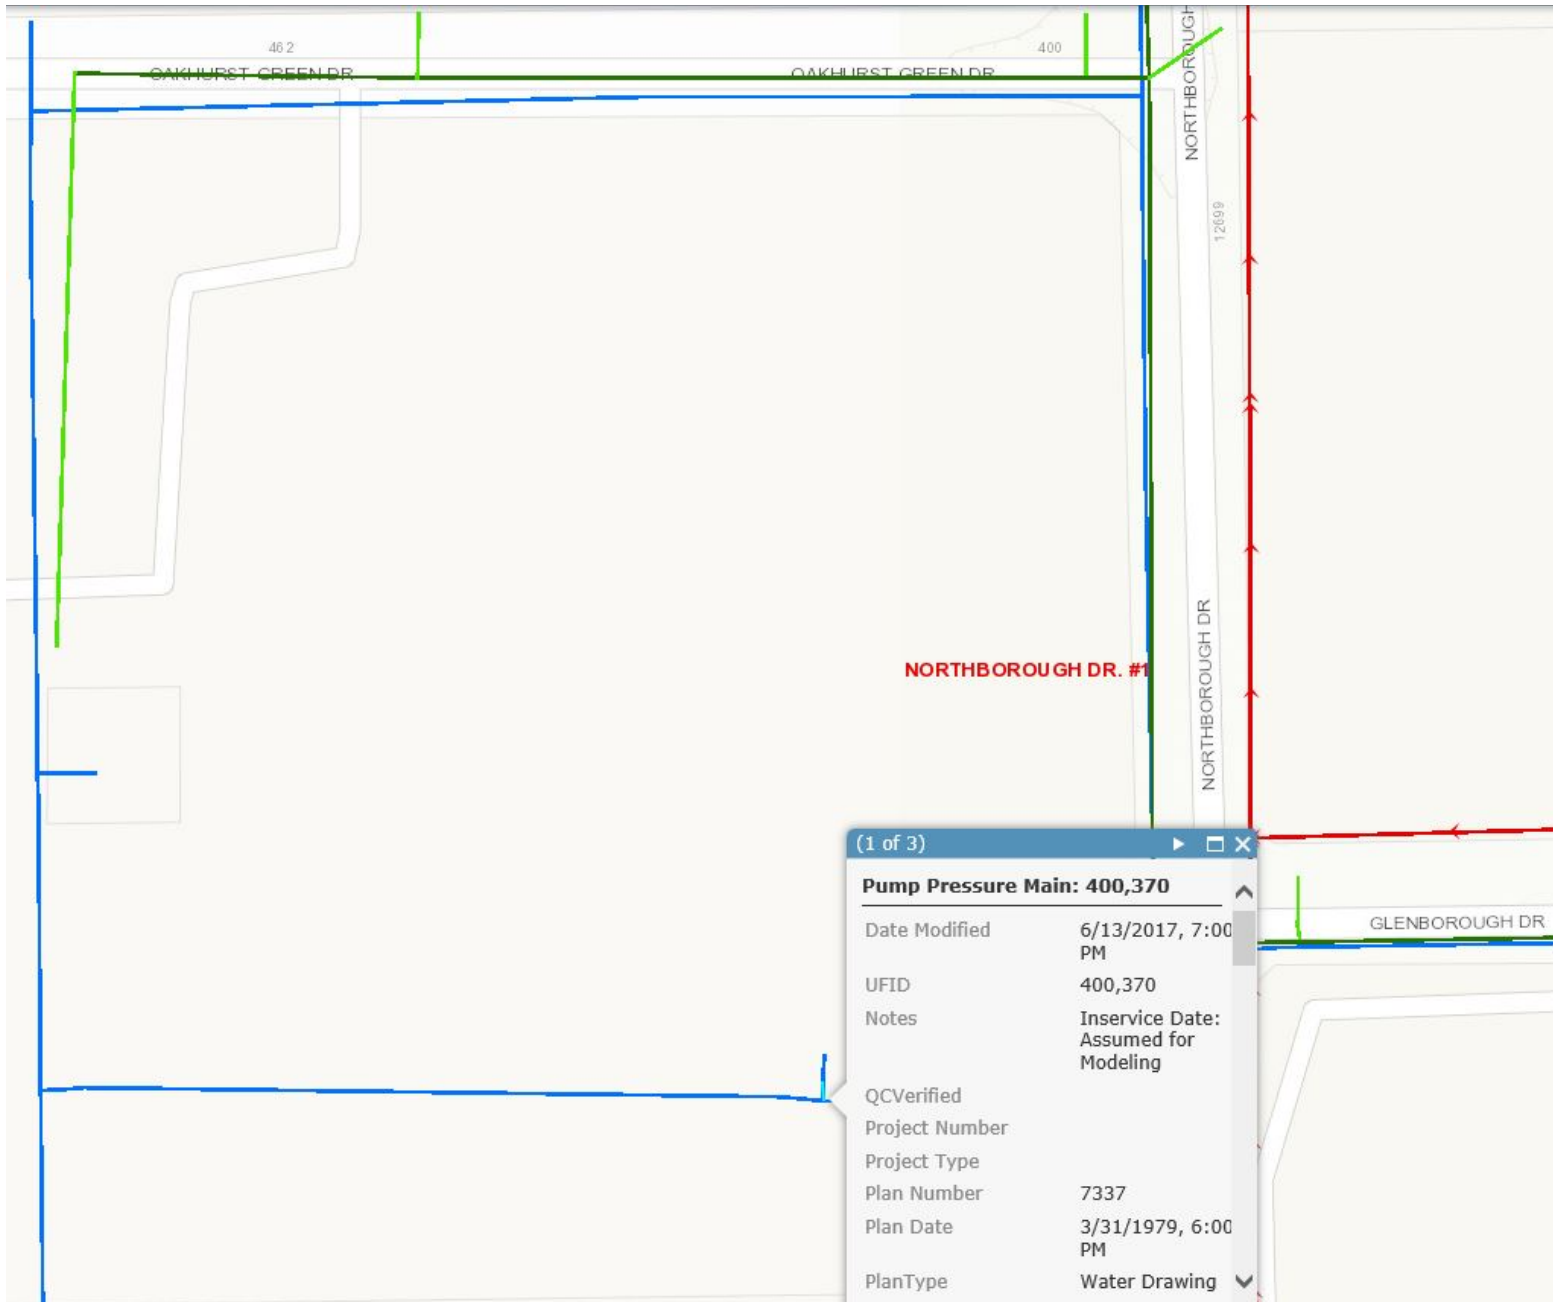 462
400
OAKHURST GREEN DR
OAKHURST GREEN DR
NORTHBOROUGH
12699
NORTHBOROUGH DR. #1
NORTHBOROUGH DR
(1 of 3)
Pump Pressure Main: 400,370
Date Modified 6/13/2017, 7:00
PM
UFID 400,370
Notes Inservice Date:
Assumed for
Modeling
QCVerified
Project Number
Project Type
Plan Number 7337
Plan Date 3/31/1979, 6:00
PM
PlanType Water Drawing
GLENBOROUGH DR